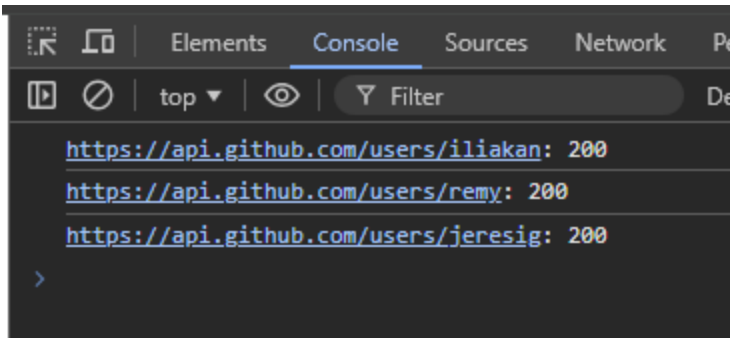 Elements Console Sources Network
top Filter
https://api.github.com/users/iliakan: 200
https://api.github.com/users/remy: 200
https://api.github.com/users/jeresig: 200